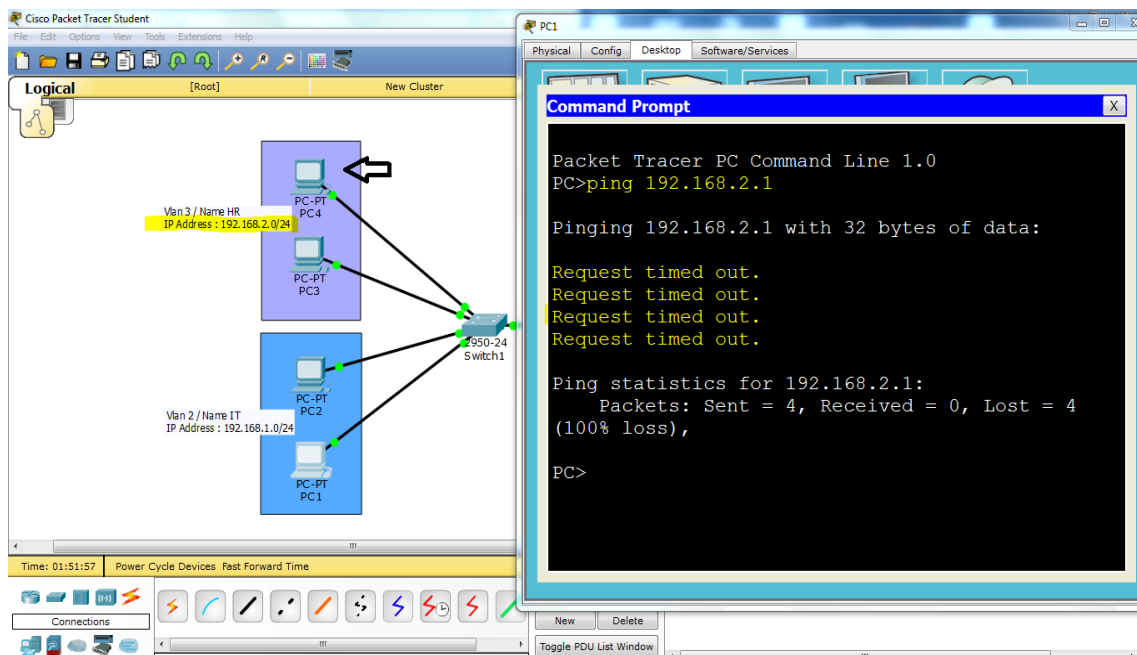 Cisco Packet Tracer Student
File Edit Options View Tools Extensions Help
Logical
[Root]
New Cluster
PC-PT
PC4
Vlan 3 / Name HR
IP Address : 192.168.2.0/24
PC-PT
PC3
2950-24
Switch1
PC-PT
PC2
Vlan 2 / Name IT
IP Address : 192.168.1.0/24
PC-PT
PC1
Time: 01:51:57
Power Cycle Devices Fast Forward Time
Connections
New
Delete
Toggle PDU List Window
PC1
Physical
Config
Desktop
Software/Services
Command Prompt
X
Packet Tracer PC Command Line 1.0
PC>ping 192.168.2.1
Pinging 192.168.2.1 with 32 bytes of data:
Request timed out.
Request timed out.
Request timed out.
Request timed out.
Ping statistics for 192.168.2.1:
Packets: Sent = 4, Received = 0, Lost = 4
(100% loss),
PC>